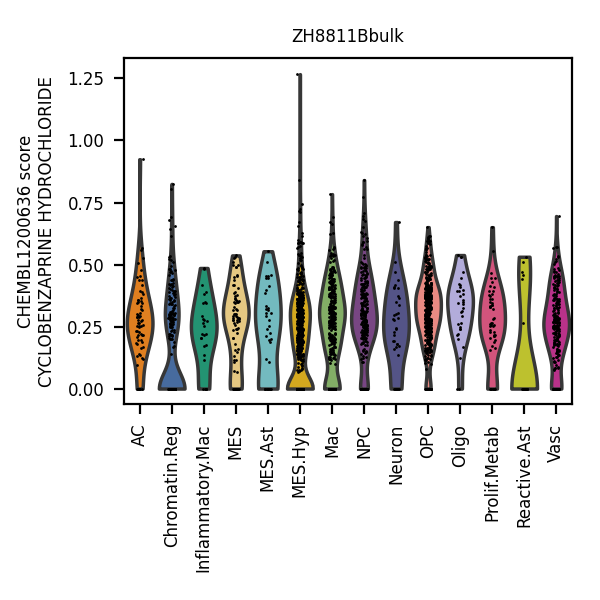 ZH8811Bbulk
CHEMBL1200636 score
CYCLOBENZAPRINE HYDROCHLORIDE
1.25
1.00
0.75
0.50
0.25
0.00
AC
Chromatin.Reg
Inflammatory.Mac
MES
MES.Ast
MES.Hyp
Mac
NPC
Neuron
OPC
Oligo
Prolif.Metab
Reactive.Ast
Vasc